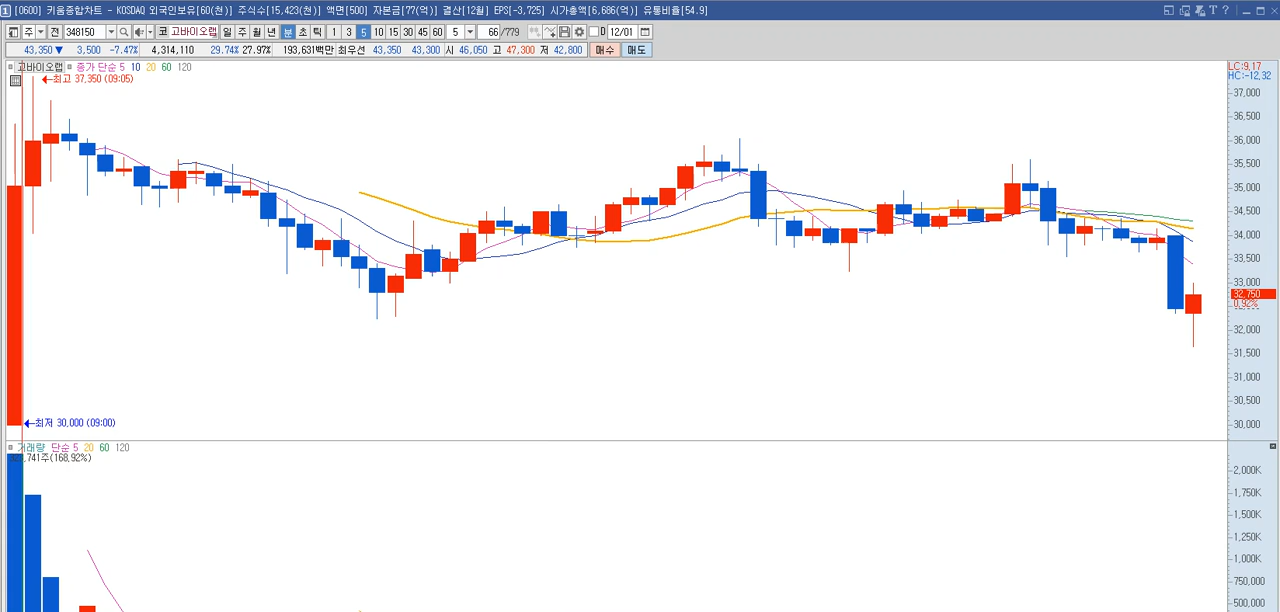 1 [0600] 키움종합차트 - KOSDAQ 외국인보유[60(천)] 주식수[15,423(천)] 액면[500] 자본금[77(억)] 결산[12월] EPS[-3,725] 시가총액[6,686(억)] 유통비율[54.9] T ?
주 전 348150 코 고바이오랩 일 주 월 년 분 초 틱 1 3 5 10 15 30 45 60 5 66 /779 D 12/01
43,350 ▼ 3,500 -7.47% 4,314,110 29.74% 27.97% 193,631백만 최우선 43,350 43,300 시 46,050 고 47,300 저 42,800 매수 매도
고바이오랩 종가 단순 5 10 20 60 120
LC:9,17
HC:-12,32
←최고 37,350 (09:05)
37,000
36,500
36,000
35,500
35,000
34,500
34,000
33,500
33,000
32,750
0.92%
32,000
31,500
31,000
30,500
←최저 30,000 (09:00)
30,000
거래량 단순 5 20 60 120
,741주(168,92%)
2,000K
1,750K
1,500K
1,250K
1,000K
750,000
500,000